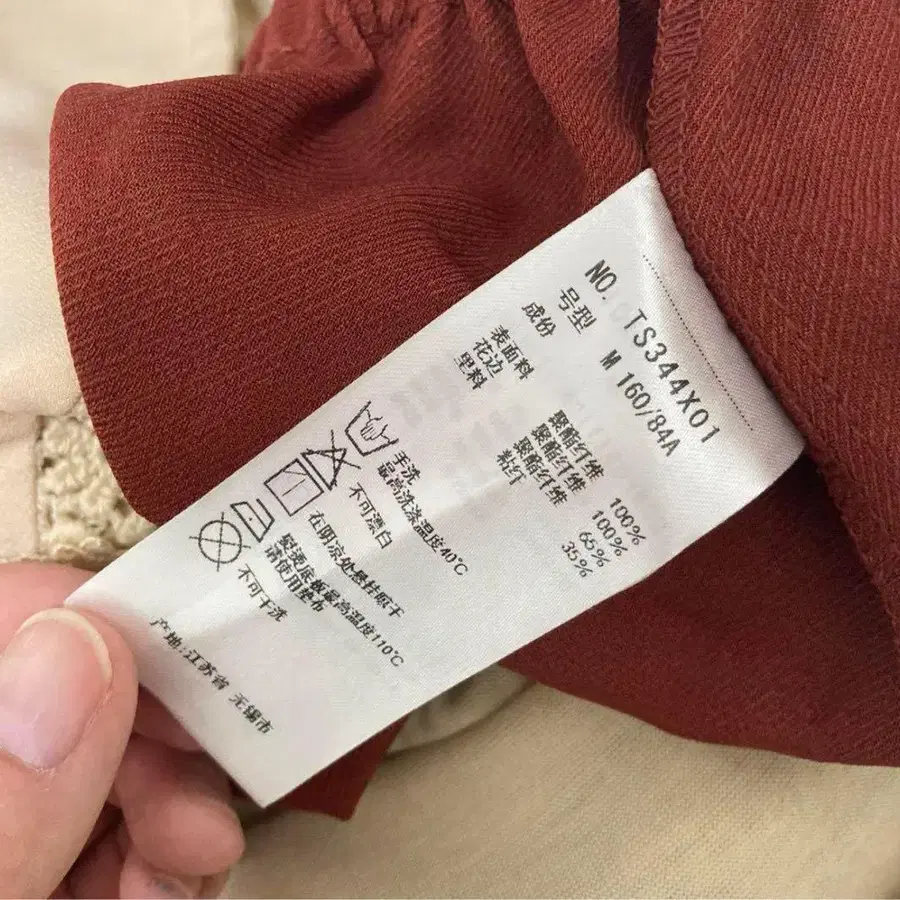 NO. TS344X01
号型 M 160/84A
成份
表面料 聚酯纤维 100%
花边 聚酯纤维 100%
里料 聚酯纤维 65%
粘纤 35%
手洗
最高洗涤温度40℃
不可漂白
在阴凉处悬挂晾干
熨烫底板最高温度110℃
请使用垫布
不可干洗
产地:江苏省 无锡市